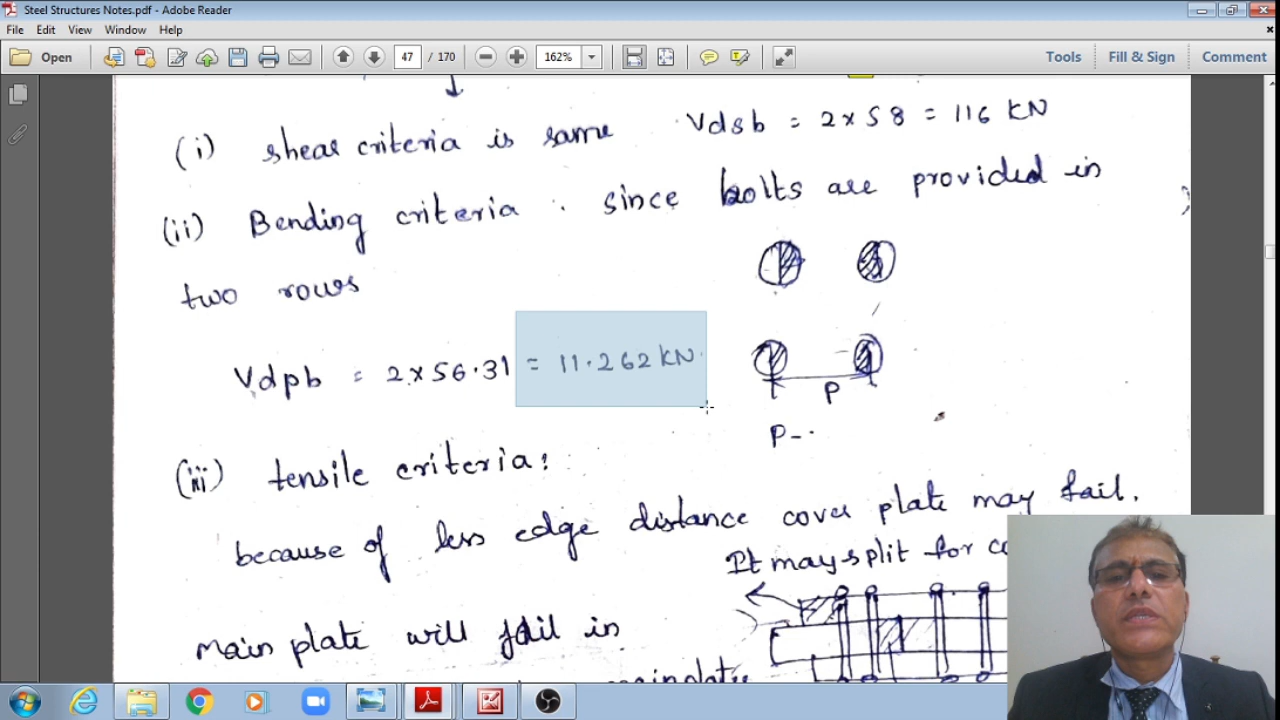 Steel Structures Notes.pdf - Adobe Reader
File Edit View Window Help
Open 47 / 170 162% Tools Fill & Sign Comment
(i) shear criteria is same Vdsb = 2 x 58 = 116 KN
(ii) Bending criteria . since bolts are provided in
two rows
Vdpb = 2 x 56.31 = 11.262 KN.
P
P-.
(iii) tensile criteria:
because of less edge distance cover plate may fail.
Pt may split for
main plate will fail in